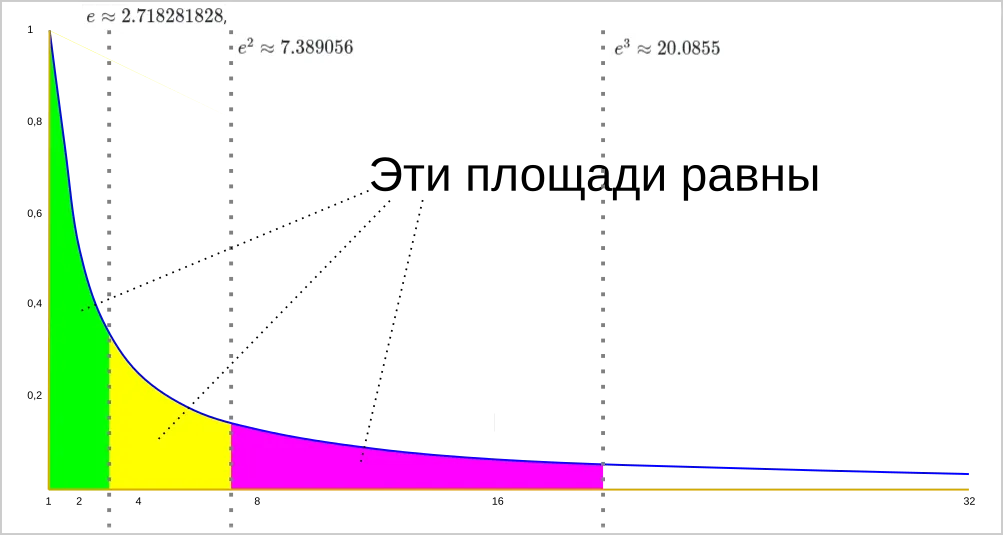 e ≈ 2.718281828,
e² ≈ 7.389056
e³ ≈ 20.0855
1
0,8
Эти площади равны
0,6
0,4
0,2
1 2 4 8 16 32